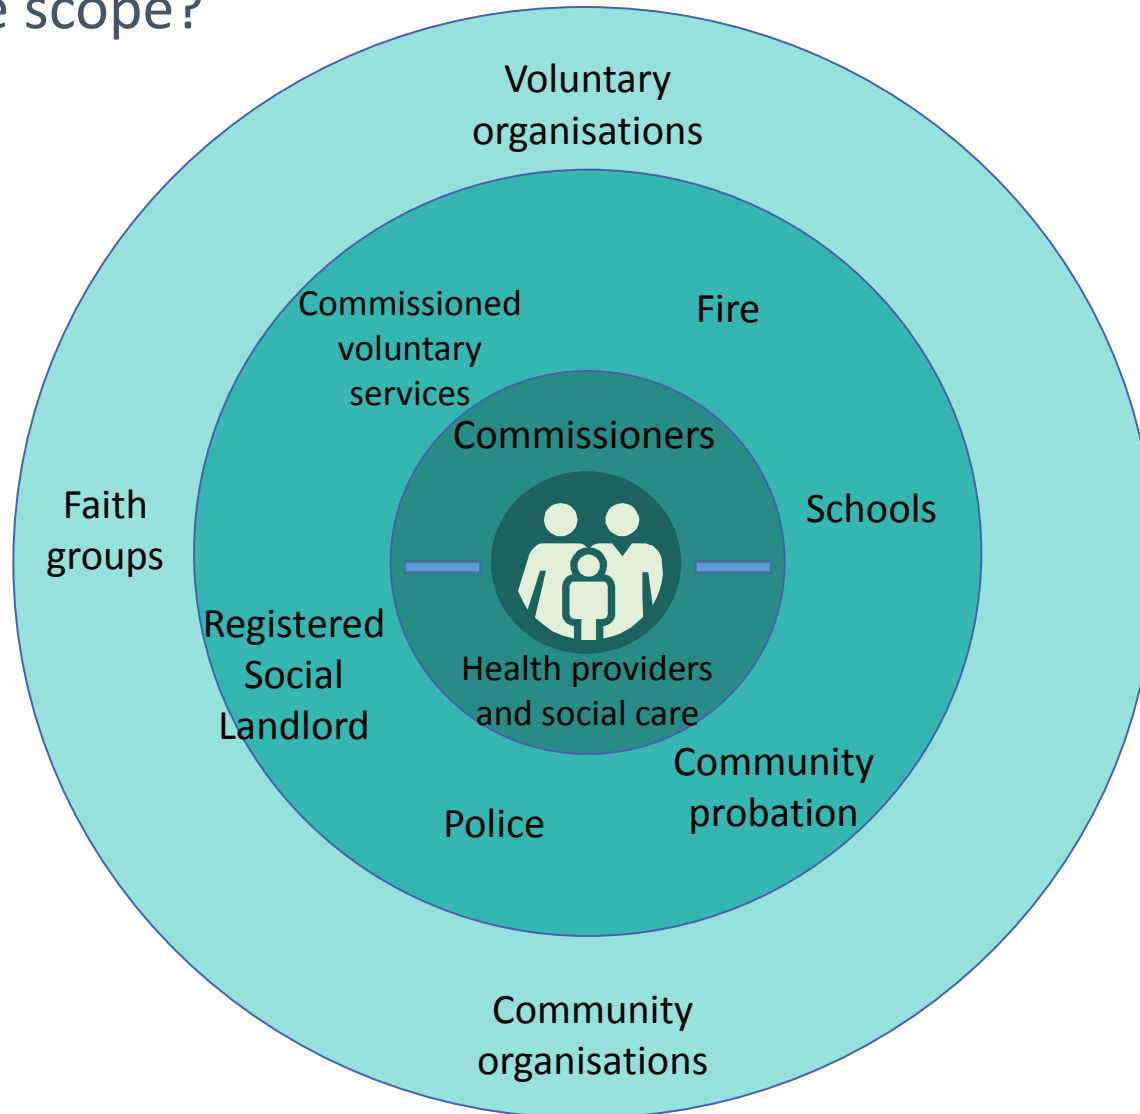 e scope?
Voluntary
organisations
Commissioned
voluntary
services
Fire
Commissioners
Faith
groups
Schools
Registered
Social
Landlord
Health providers
and social care
Community
probation
Police
Community
organisations